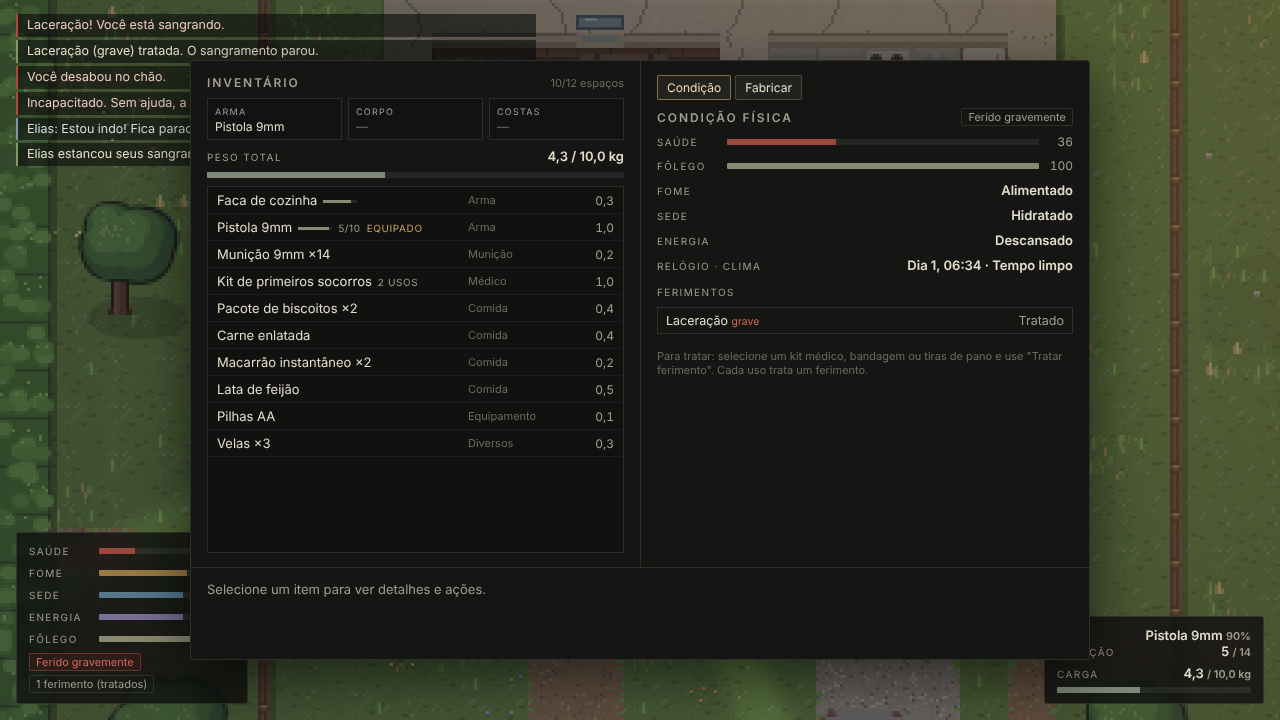 Laceração! Você está sangrando.
Laceração (grave) tratada. O sangramento parou.
Você desabou no chão.
Incapacitado. Sem ajuda, a
Elias: Estou indo! Fica
Elias estancou seus
INVENTÁRIO 10/12 espaços
ARMA CORPO COSTAS
Pistola 9mm — —
PESO TOTAL 4,3 / 10,0 kg
Faca de cozinha Arma 0,3
Pistola 9mm 5/10 EQUIPADO Arma 1,0
Munição 9mm ×14 Munição 0,2
Kit de primeiros socorros 2 USOS Médico 1,0
Pacote de biscoitos ×2 Comida 0,4
Carne enlatada Comida 0,4
Macarrão instantâneo ×2 Comida 0,2
Lata de feijão Comida 0,5
Pilhas AA Equipamento 0,1
Velas ×3 Diversos 0,3
Condição Fabricar
CONDIÇÃO FÍSICA Ferido gravemente
SAÚDE 36
FÔLEGO 100
FOME Alimentado
SEDE Hidratado
ENERGIA Descansado
RELÓGIO · CLIMA Dia 1, 06:34 · Tempo limpo
FERIMENTOS
Laceração grave Tratado
Para tratar: selecione um kit médico, bandagem ou tiras de pano e use "Tratar
ferimento". Cada uso trata um ferimento.
Selecione um item para ver detalhes e ações.
SAÚDE
FOME
SEDE
ENERGIA
FÔLEGO
Ferido gravemente
1 ferimento (tratados)
Pistola 9mm 90%
ÇÃO 5 / 14
CARGA 4,3 / 10,0 kg